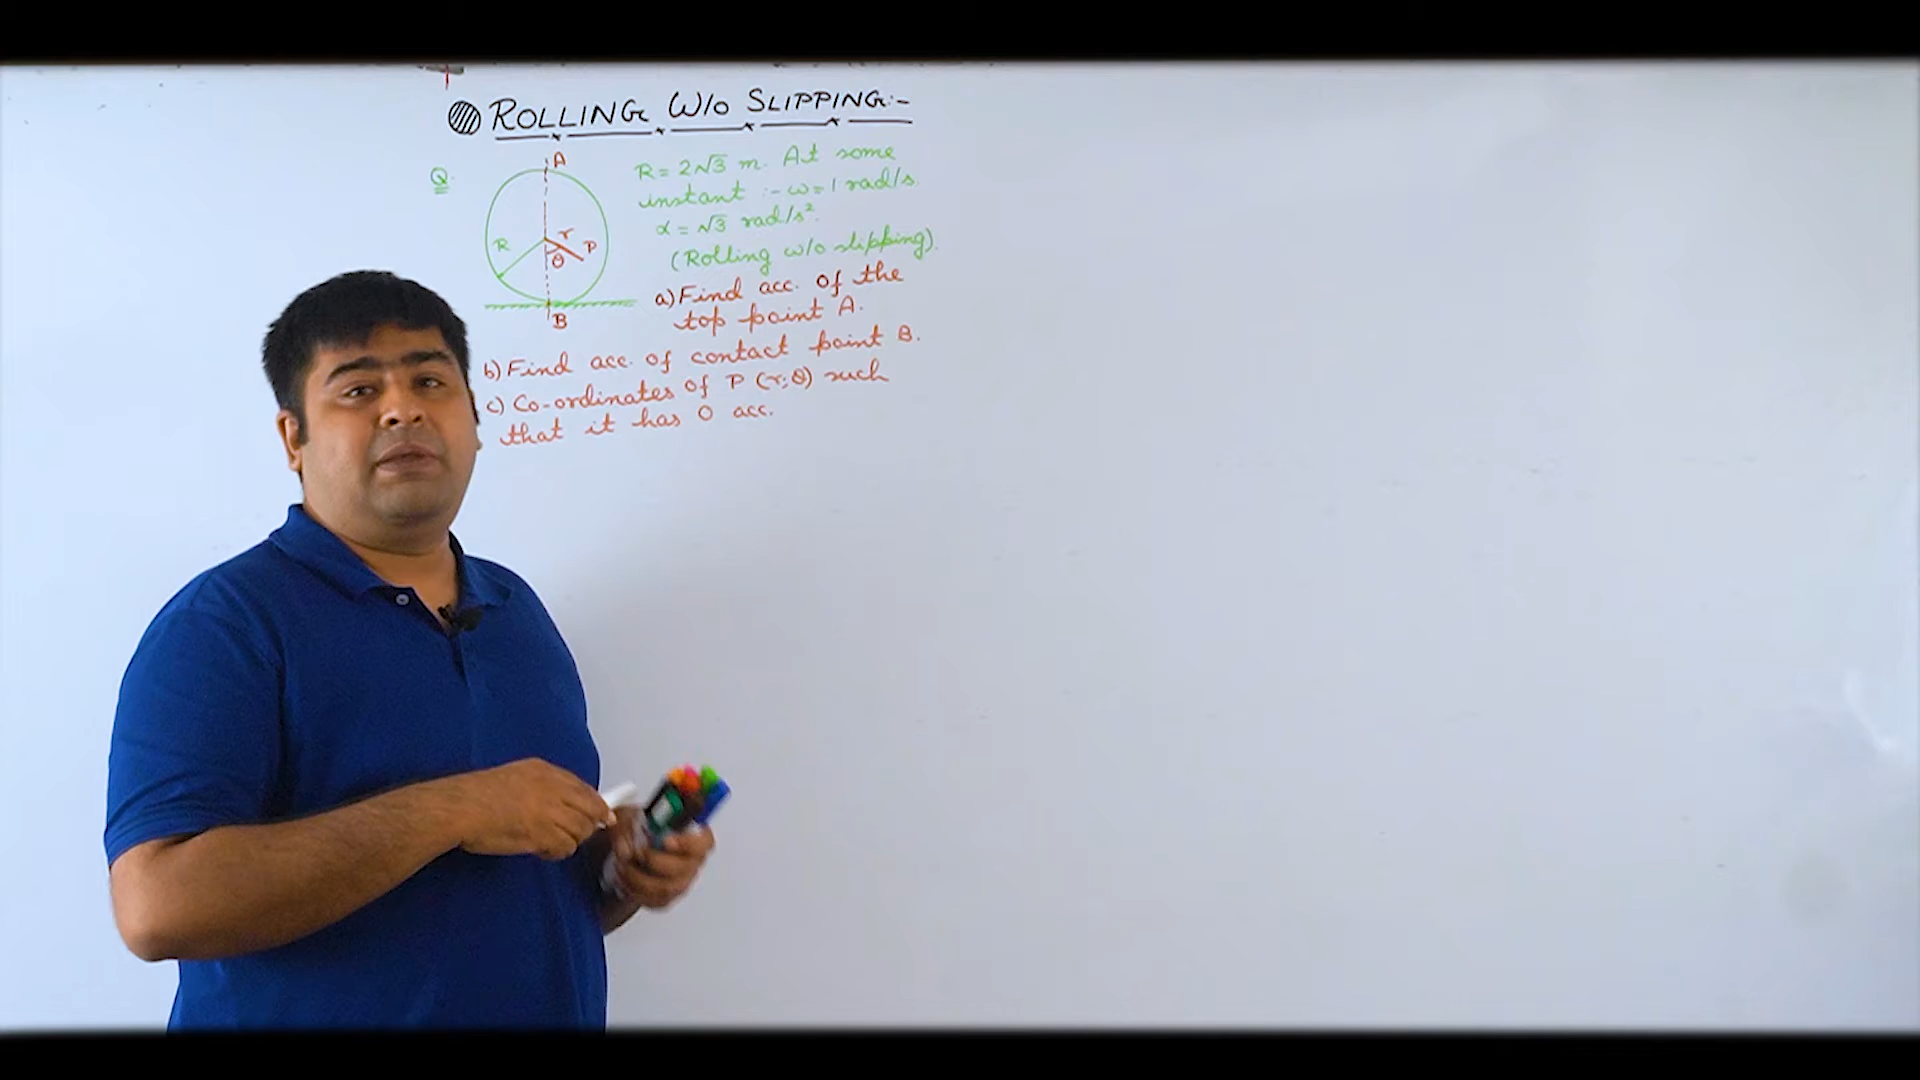 ROLLING W/o SLIPPING:-
Q.
A
R
r
P
θ
B
R = 2√3 m. At some
instant :- ω = 1 rad/s.
α = √3 rad/s².
(Rolling w/o slipping).
a) Find acc. of the
top point A.
b) Find acc. of contact point B.
c) Co-ordinates of P (r, θ) such
that it has 0 acc.